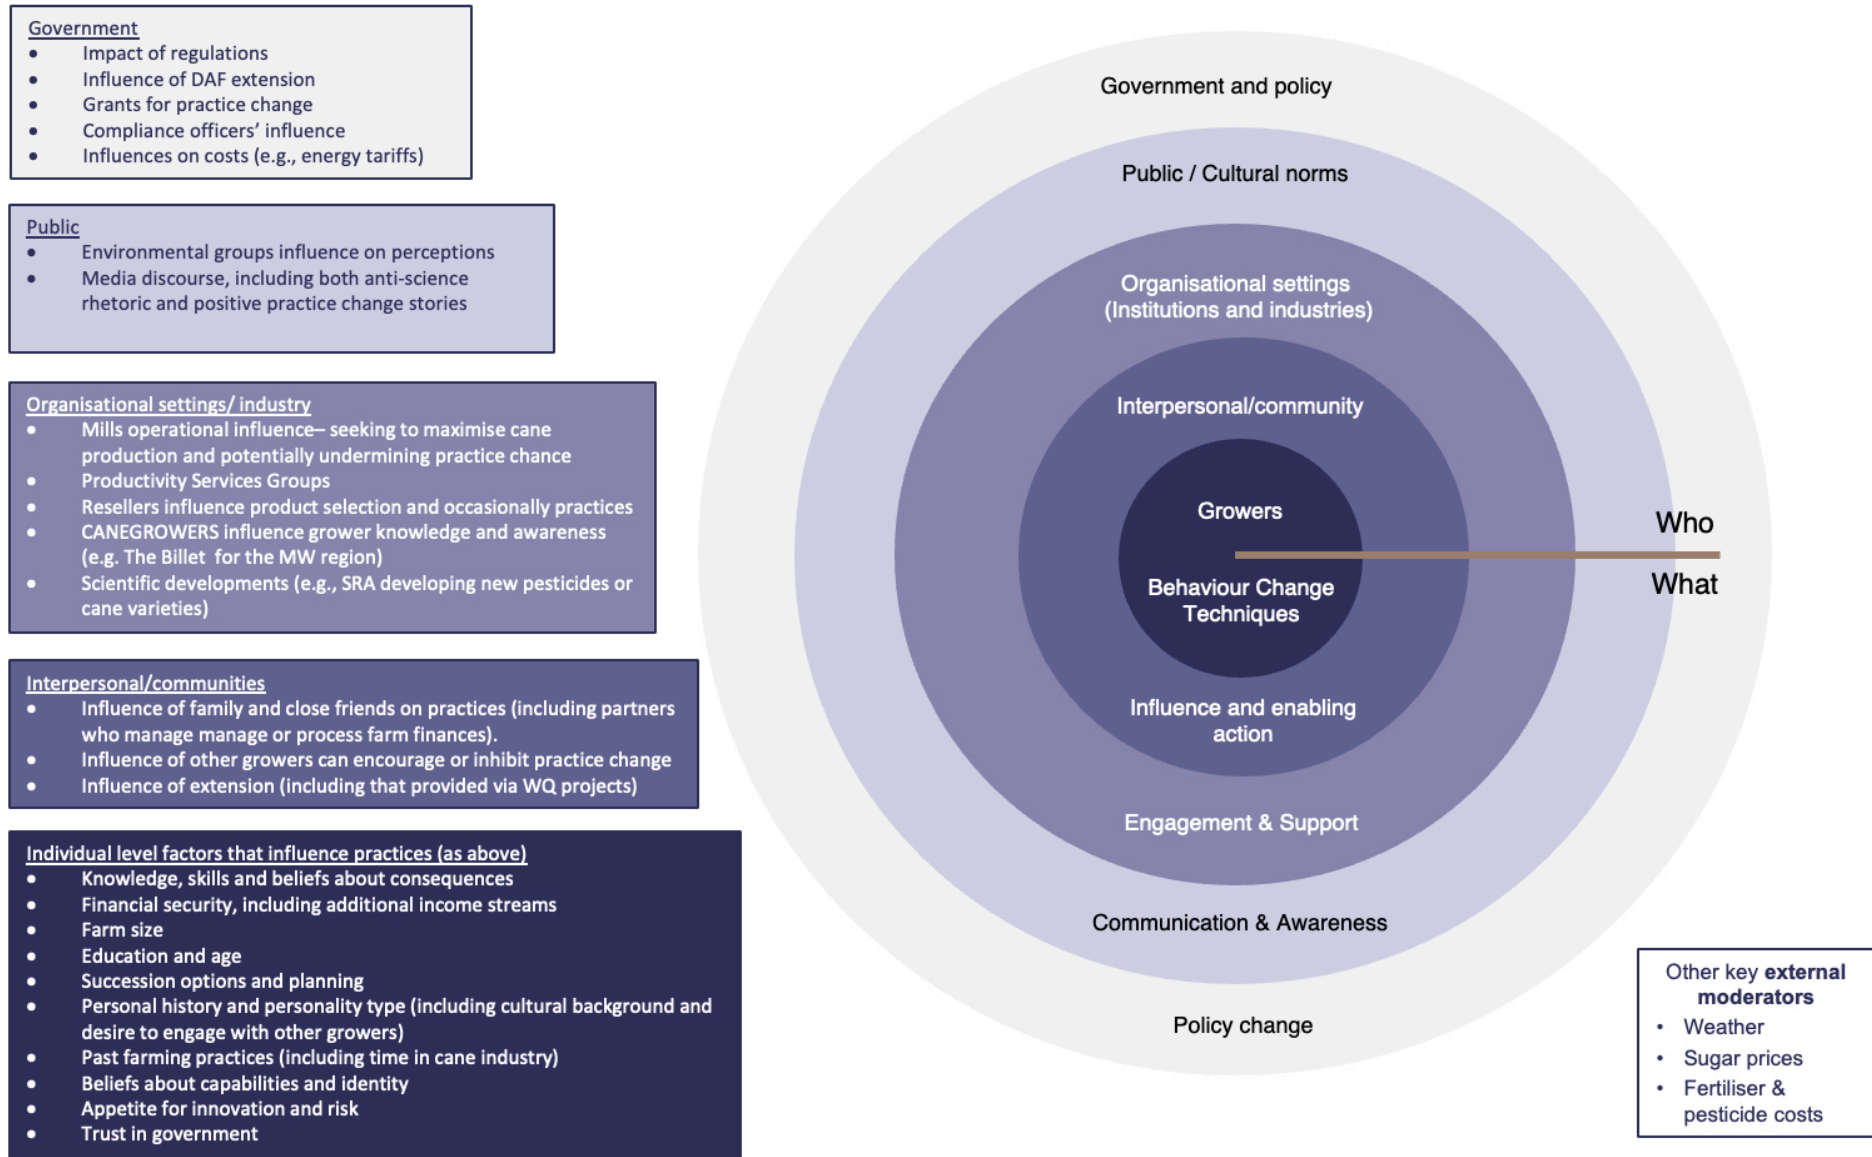 Government
• Impact of regulations
• Influence of DAF extension
• Grants for practice change
• Compliance officers’ influence
• Influences on costs (e.g., energy tariffs)
Public
• Environmental groups influence on perceptions
• Media discourse, including both anti-science
rhetoric and positive practice change stories
Organisational settings/ industry
• Mills operational influence– seeking to maximise cane
production and potentially undermining practice chance
• Productivity Services Groups
• Resellers influence product selection and occasionally practices
• CANEGROWERS influence grower knowledge and awareness
(e.g. The Billet for the MW region)
• Scientific developments (e.g., SRA developing new pesticides or
cane varieties)
Interpersonal/communities
• Influence of family and close friends on practices (including partners
who manage manage or process farm finances).
• Influence of other growers can encourage or inhibit practice change
• Influence of extension (including that provided via WQ projects)
Individual level factors that influence practices (as above)
• Knowledge, skills and beliefs about consequences
• Financial security, including additional income streams
• Farm size
• Education and age
• Succession options and planning
• Personal history and personality type (including cultural background and
desire to engage with other growers)
• Past farming practices (including time in cane industry)
• Beliefs about capabilities and identity
• Appetite for innovation and risk
• Trust in government
Government and policy
Public / Cultural norms
Organisational settings
(Institutions and industries)
Interpersonal/community
Growers
Who
What
Behaviour Change
Techniques
Influence and enabling
action
Engagement & Support
Communication & Awareness
Policy change
Other key external
moderators
• Weather
• Sugar prices
• Fertiliser &
pesticide costs